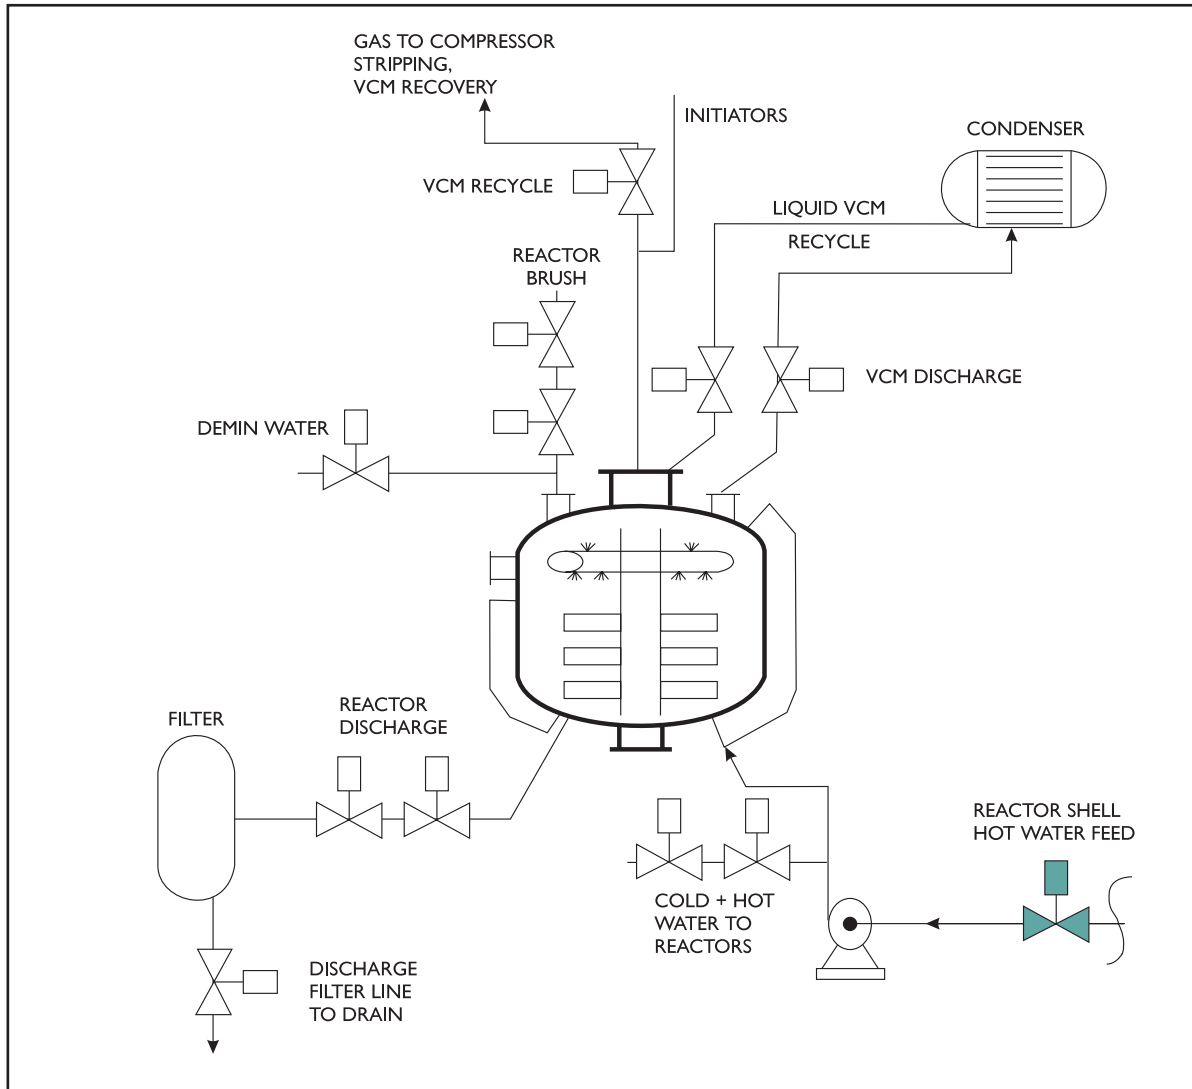 GAS TO COMPRESSOR
STRIPPING,
VCM RECOVERY
INITIATORS
CONDENSER
VCM RECYCLE
LIQUID VCM
RECYCLE
REACTOR
BRUSH
VCM DISCHARGE
DEMIN WATER
REACTOR
DISCHARGE
FILTER
REACTOR SHELL
HOT WATER FEED
COLD + HOT
WATER TO
REACTORS
DISCHARGE
FILTER LINE
TO DRAIN